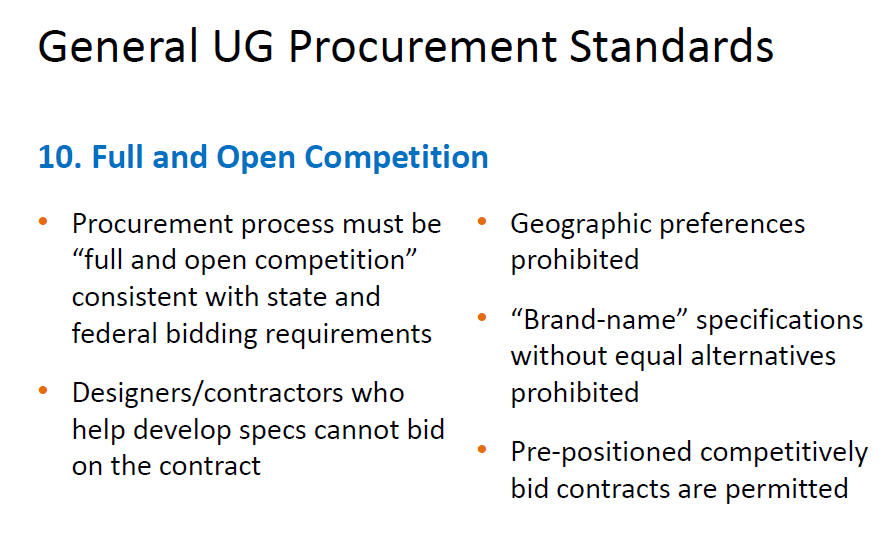 General UG Procurement Standards
10. Full and Open Competition
• Procurement process must be
“full and open competition”
consistent with state and
federal bidding requirements
• Designers/contractors who
help develop specs cannot bid
on the contract
• Geographic preferences
prohibited
• “Brand-name” specifications
without equal alternatives
prohibited
• Pre-positioned competitively
bid contracts are permitted